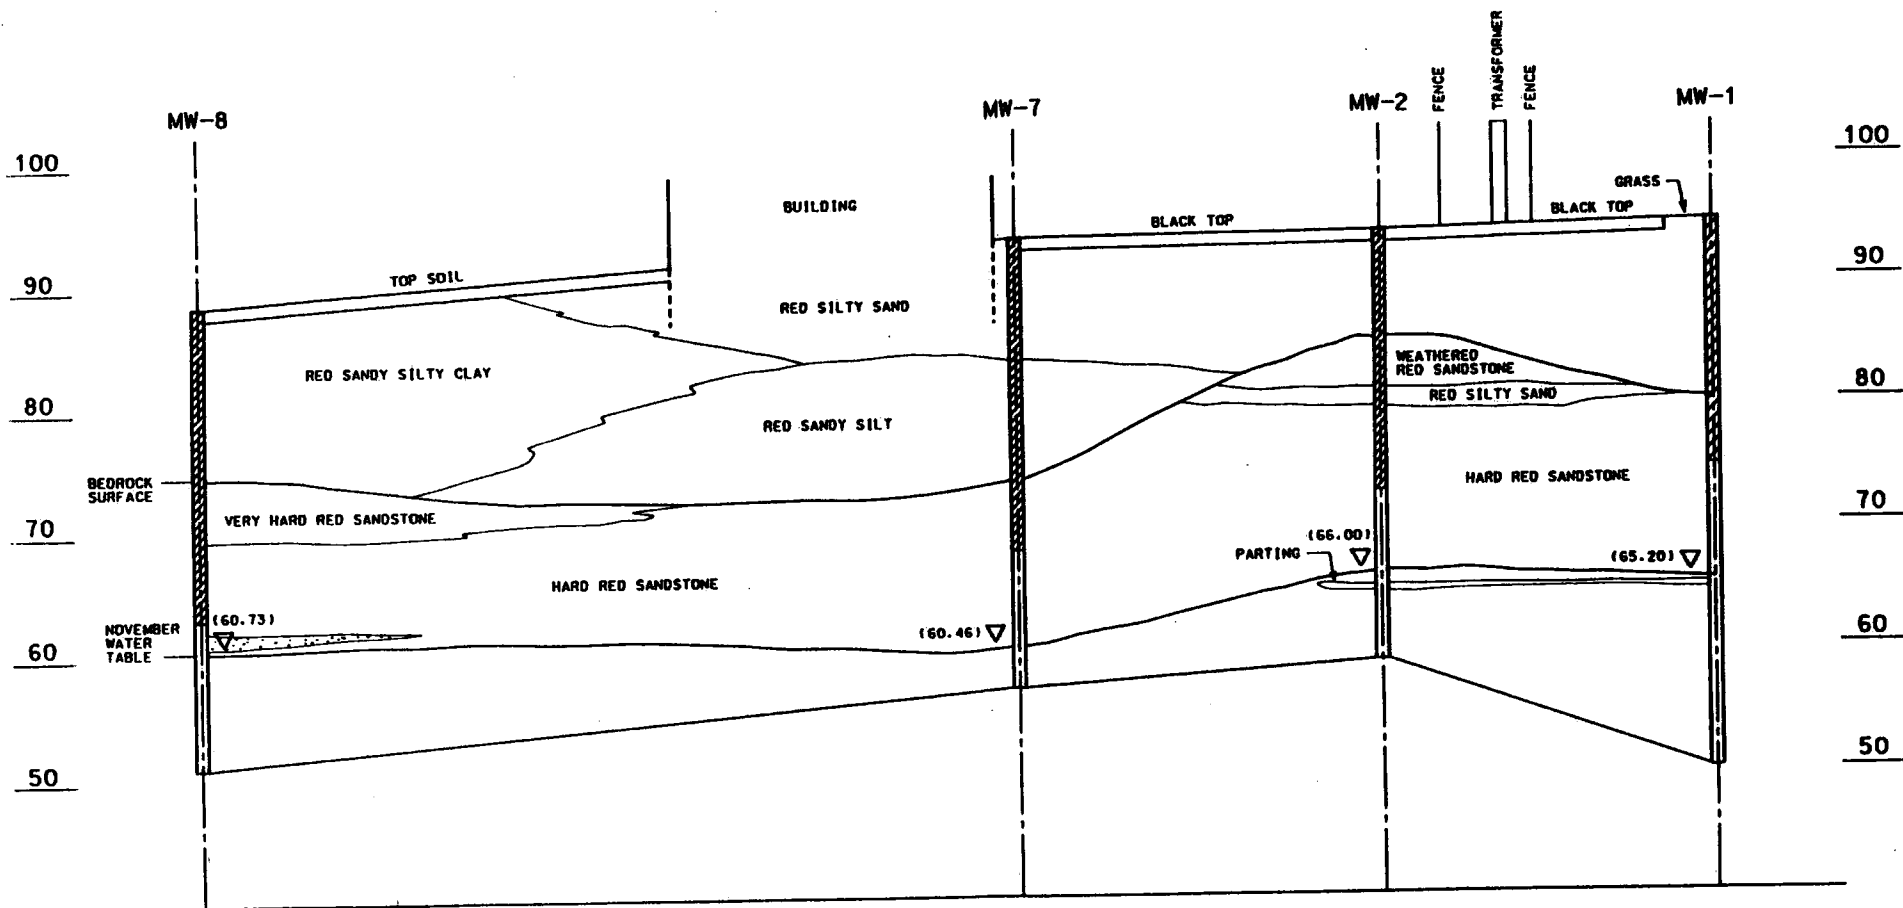 FENCE
TRANSFORMER
FENCE
MW-8
MW-7
MW-2
MW-1
100
100
GRASS
BUILDING
BLACK TOP
BLACK TOP
90
90
TOP SOIL
RED SILTY SAND
WEATHERED
RED SANDSTONE
RED SANDY SILTY CLAY
80
80
RED SILTY SAND
RED SANDY SILT
BEDROCK
SURFACE
HARD RED SANDSTONE
70
70
VERY HARD RED SANDSTONE
(66.00)
PARTING
(65.20)
HARD RED SANDSTONE
(60.73)
(60.46)
NOVEMBER
WATER
TABLE
60
60
50
50